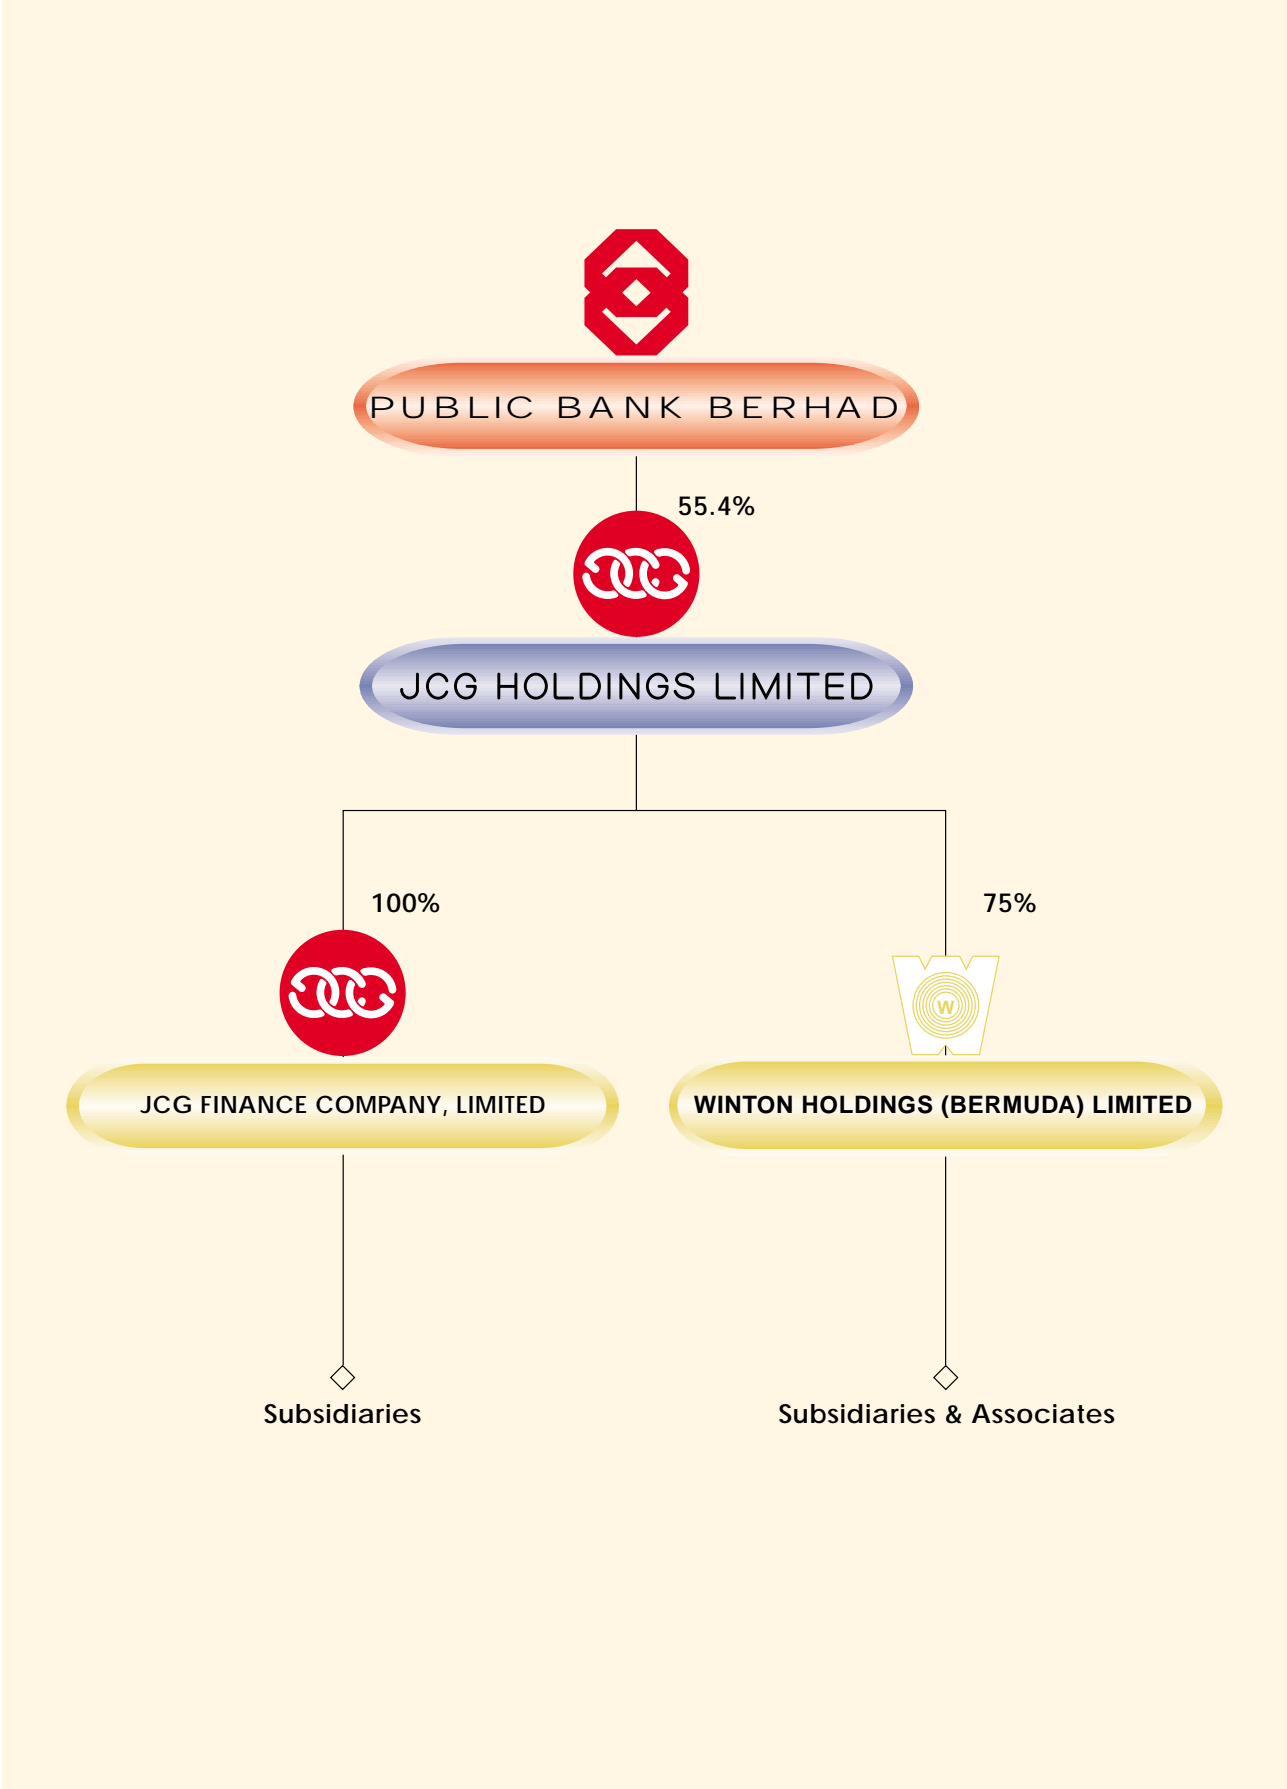 PUBLIC BANK BERHAD
55.4%
JCG HOLDINGS LIMITED
100%
75%
W
JCG FINANCE COMPANY, LIMITED
WINTON HOLDINGS (BERMUDA) LIMITED
Subsidiaries
Subsidiaries & Associates